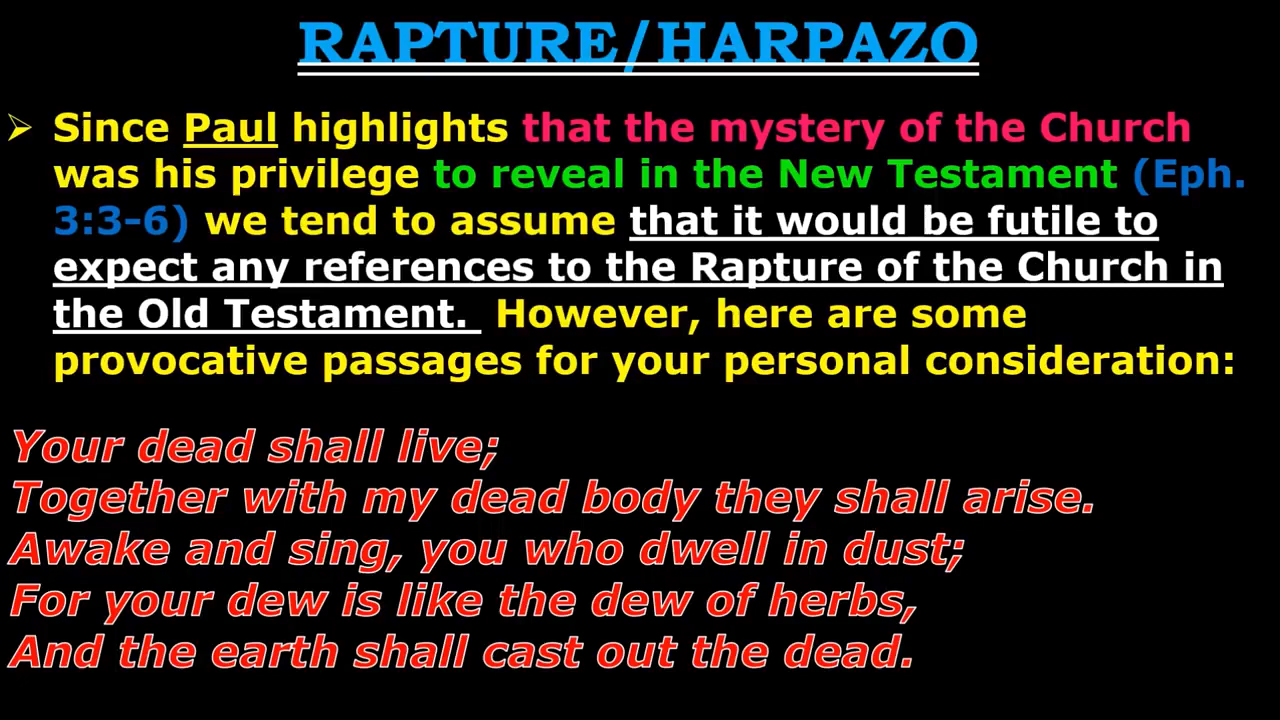 RAPTURE/HARPAZO
➢ Since Paul highlights that the mystery of the Church
was his privilege to reveal in the New Testament (Eph.
3:3-6) we tend to assume that it would be futile to
expect any references to the Rapture of the Church in
the Old Testament. However, here are some
provocative passages for your personal consideration:
Your dead shall live;
Together with my dead body they shall arise.
Awake and sing, you who dwell in dust;
For your dew is like the dew of herbs,
And the earth shall cast out the dead.